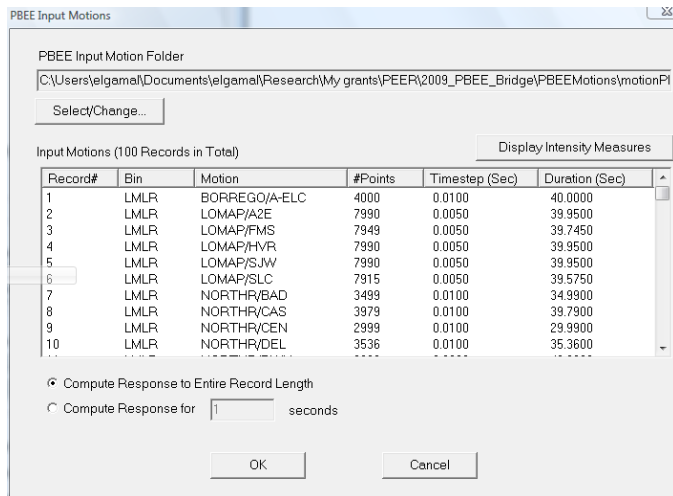 PBEE Input Motions
PBEE Input Motion Folder
C:\Users\elgamal\Documents\elgamal\Research\My grants\PEER\2009_PBEE_Bridge\PBEEMotions\motionPI
Select/Change...
Display Intensity Measures
Input Motions (100 Records in Total)
Record# Bin Motion #Points Timestep (Sec) Duration (Sec)
1 LMLR BORREGO/A-ELC 4000 0.0100 40.0000
2 LMLR LOMAP/A2E 7990 0.0050 39.9500
3 LMLR LOMAP/FMS 7949 0.0050 39.7450
4 LMLR LOMAP/HVR 7990 0.0050 39.9500
5 LMLR LOMAP/SJW 7990 0.0050 39.9500
6 LMLR LOMAP/SLC 7915 0.0050 39.5750
7 LMLR NORTHR/BAD 3499 0.0100 34.9900
8 LMLR NORTHR/CAS 3979 0.0100 39.7900
9 LMLR NORTHR/CEN 2999 0.0100 29.9900
10 LMLR NORTHR/DEL 3536 0.0100 35.3600
Compute Response to Entire Record Length
Compute Response for 1 seconds
OK Cancel